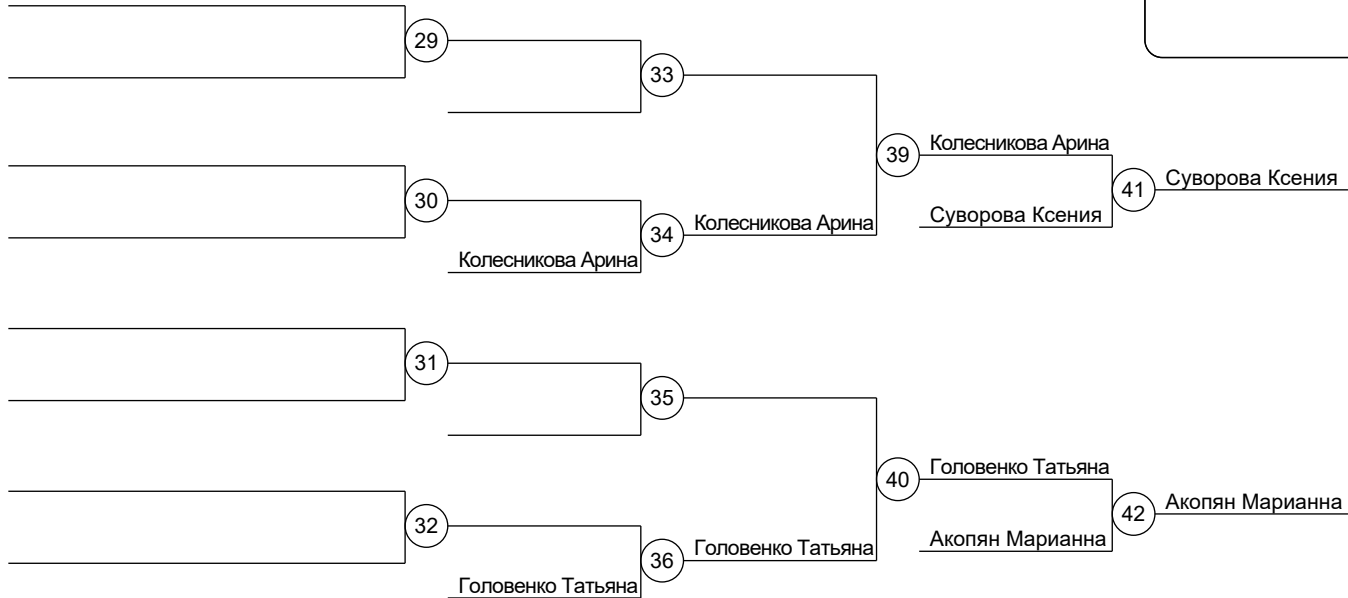 29
33
39
Колесникова Арина
41
Суворова Ксения
30
34
Колесникова Арина
Суворова Ксения
Колесникова Арина
31
35
40
Головенко Татьяна
42
Акопян Марианна
32
36
Головенко Татьяна
Акопян Марианна
Головенко Татьяна